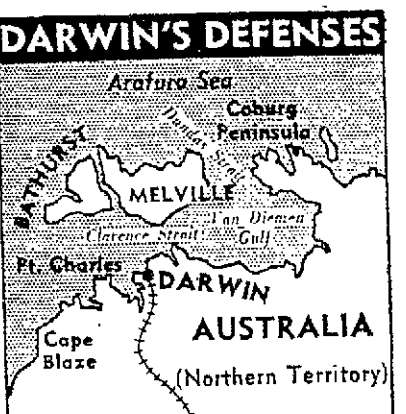 DARWIN'S DEFENSES
Arafura Sea
Dundas Strait
Coburg
Peninsula
BATHURST
MELVILLE
Van Diemen
Gulf
Clarence Strait
Pt. Charles
DARWIN
AUSTRALIA
Cape
Blaze
(Northern Territory)